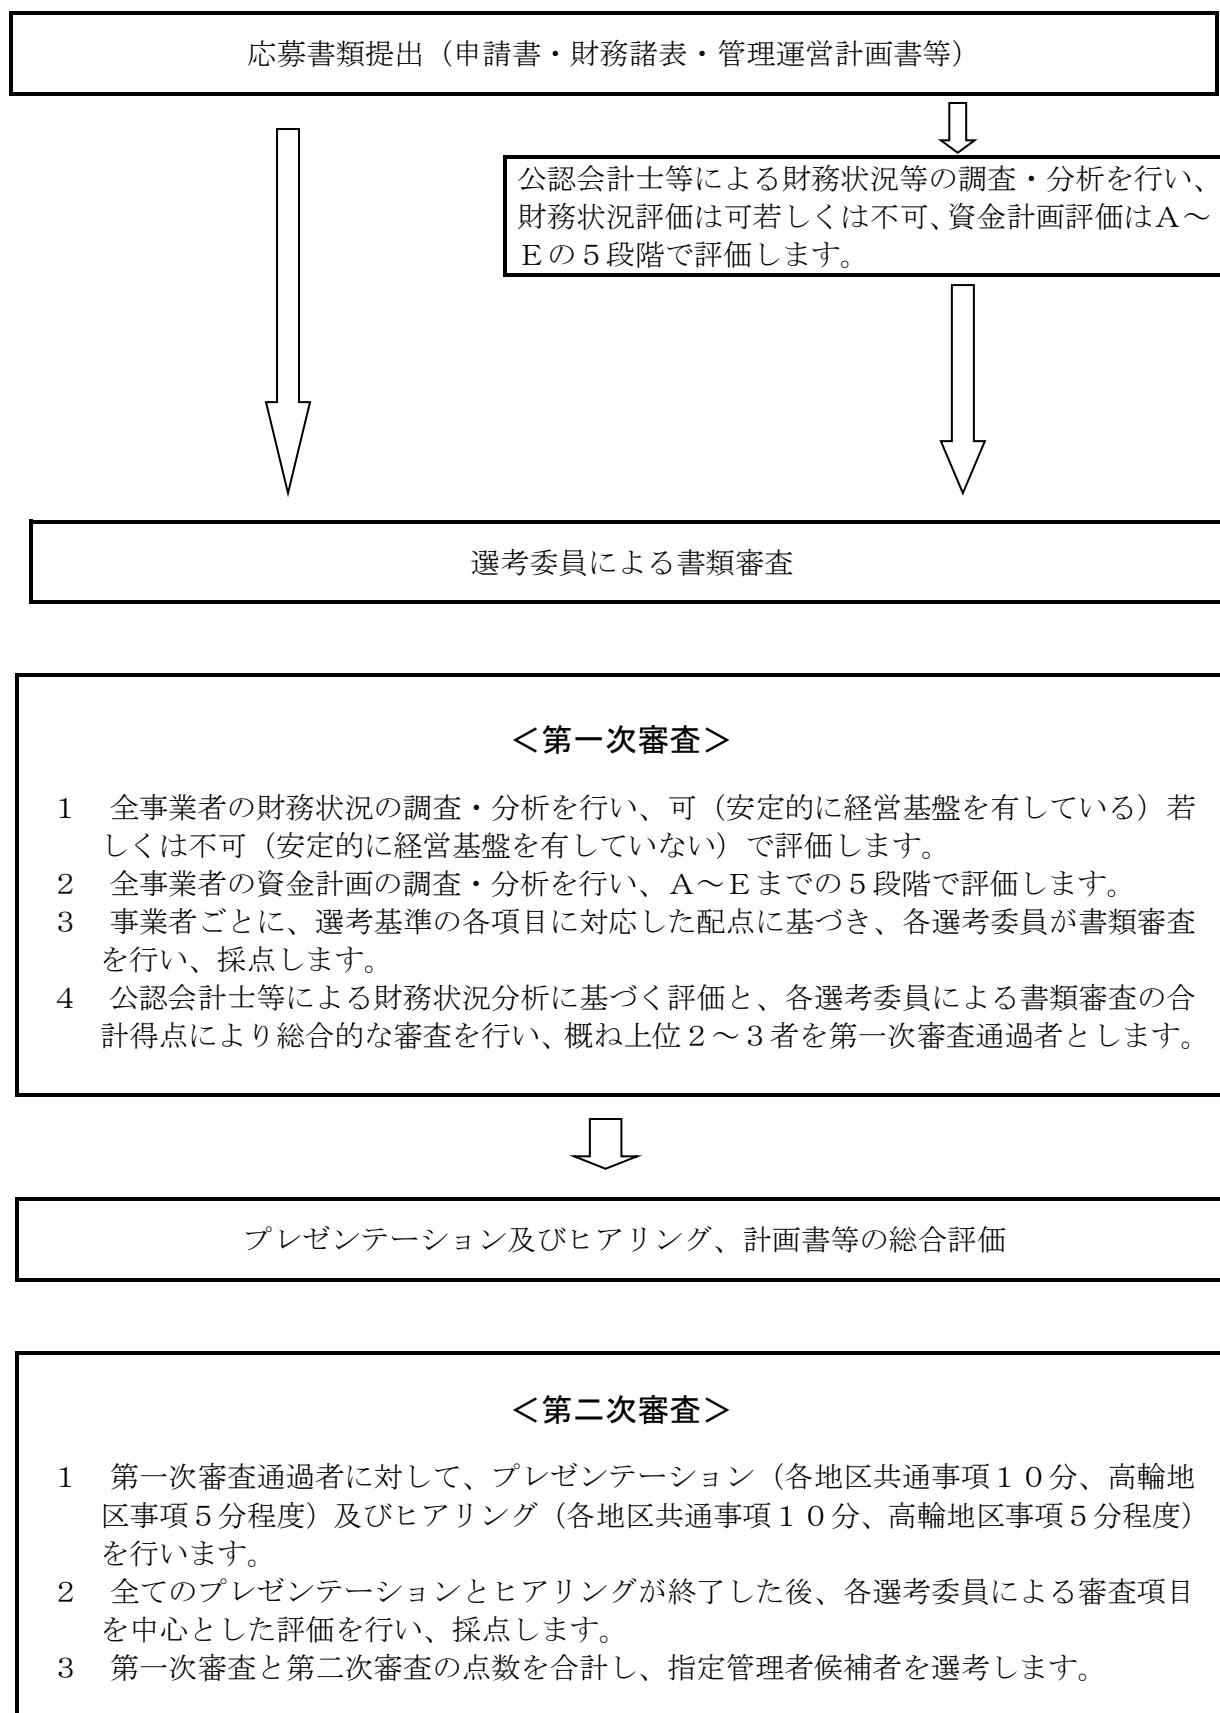 応募書類提出（申請書・財務諸表・管理運営計画書等）
公認会計士等による財務状況等の調査・分析を行い、
財務状況評価は可若しくは不可、資金計画評価はＡ～
Ｅの５段階で評価します。
選考委員による書類審査
＜第一次審査＞
１　全事業者の財務状況の調査・分析を行い、可（安定的に経営基盤を有している）若
しくは不可（安定的に経営基盤を有していない）で評価します。
２　全事業者の資金計画の調査・分析を行い、Ａ～Ｅまでの５段階で評価します。
３　事業者ごとに、選考基準の各項目に対応した配点に基づき、各選考委員が書類審査
を行い、採点します。
４　公認会計士等による財務状況分析に基づく評価と、各選考委員による書類審査の合
計得点により総合的な審査を行い、概ね上位２～３者を第一次審査通過者とします。
プレゼンテーション及びヒアリング、計画書等の総合評価
＜第二次審査＞
１　第一次審査通過者に対して、プレゼンテーション（各地区共通事項１０分、高輪地
区事項５分程度）及びヒアリング（各地区共通事項１０分、高輪地区事項５分程度）
を行います。
２　全てのプレゼンテーションとヒアリングが終了した後、各選考委員による審査項目
を中心とした評価を行い、採点します。
３　第一次審査と第二次審査の点数を合計し、指定管理者候補者を選考します。